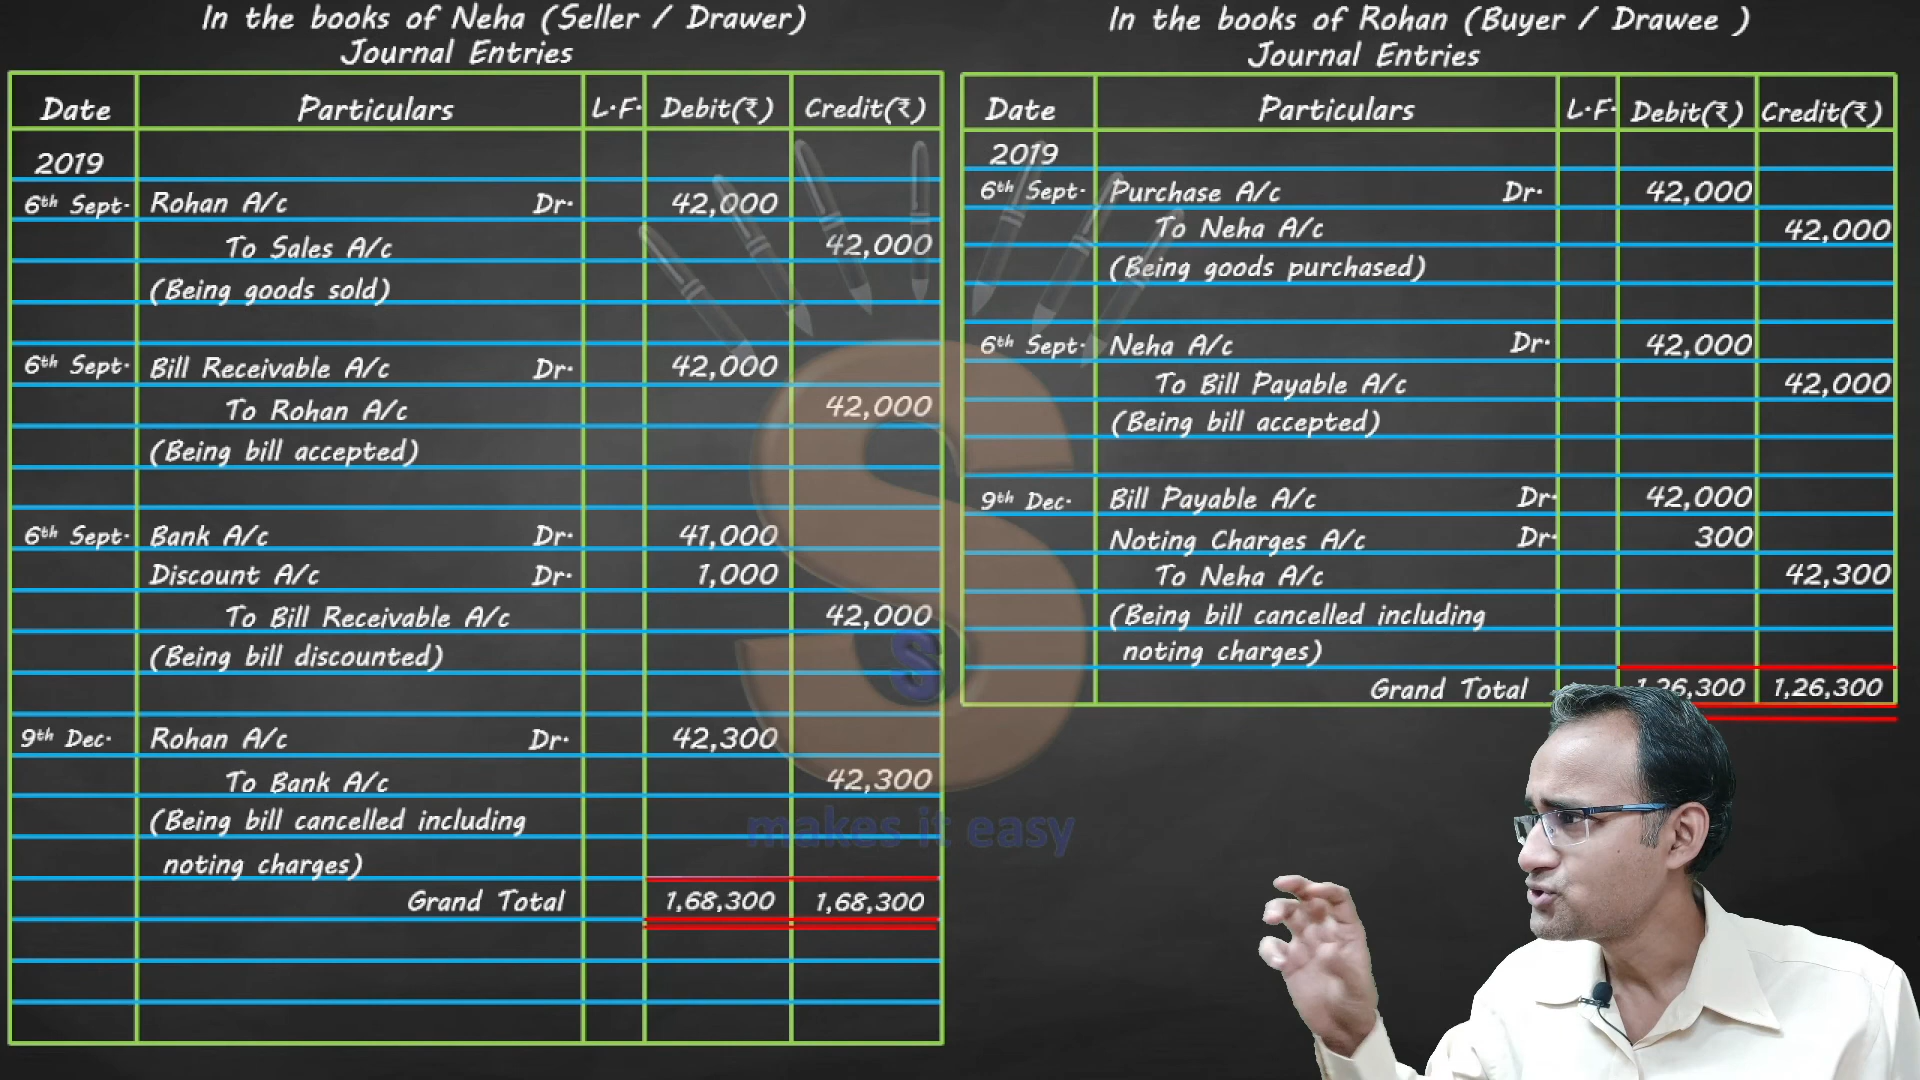 In the books of Neha (Seller / Drawer)
Journal Entries
Date Particulars L.F. Debit(₹) Credit(₹)
2019
6th Sept. Rohan A/c Dr. 42,000
To Sales A/c 42,000
(Being goods sold)
6th Sept. Bill Receivable A/c Dr. 42,000
To Rohan A/c 42,000
(Being bill accepted)
6th Sept. Bank A/c Dr. 41,000
Discount A/c Dr. 1,000
To Bill Receivable A/c 42,000
(Being bill discounted)
9th Dec. Rohan A/c Dr. 42,300
To Bank A/c 42,300
(Being bill cancelled including
noting charges)
Grand Total 1,68,300 1,68,300
In the books of Rohan (Buyer / Drawee )
Journal Entries
Date Particulars L.F. Debit(₹) Credit(₹)
2019
6th Sept. Purchase A/c Dr. 42,000
To Neha A/c 42,000
(Being goods purchased)
6th Sept. Neha A/c Dr. 42,000
To Bill Payable A/c 42,000
(Being bill accepted)
9th Dec. Bill Payable A/c Dr. 42,000
Noting Charges A/c Dr. 300
To Neha A/c 42,300
(Being bill cancelled including
noting charges)
Grand Total 1,26,300 1,26,300
S
S
makes it easy